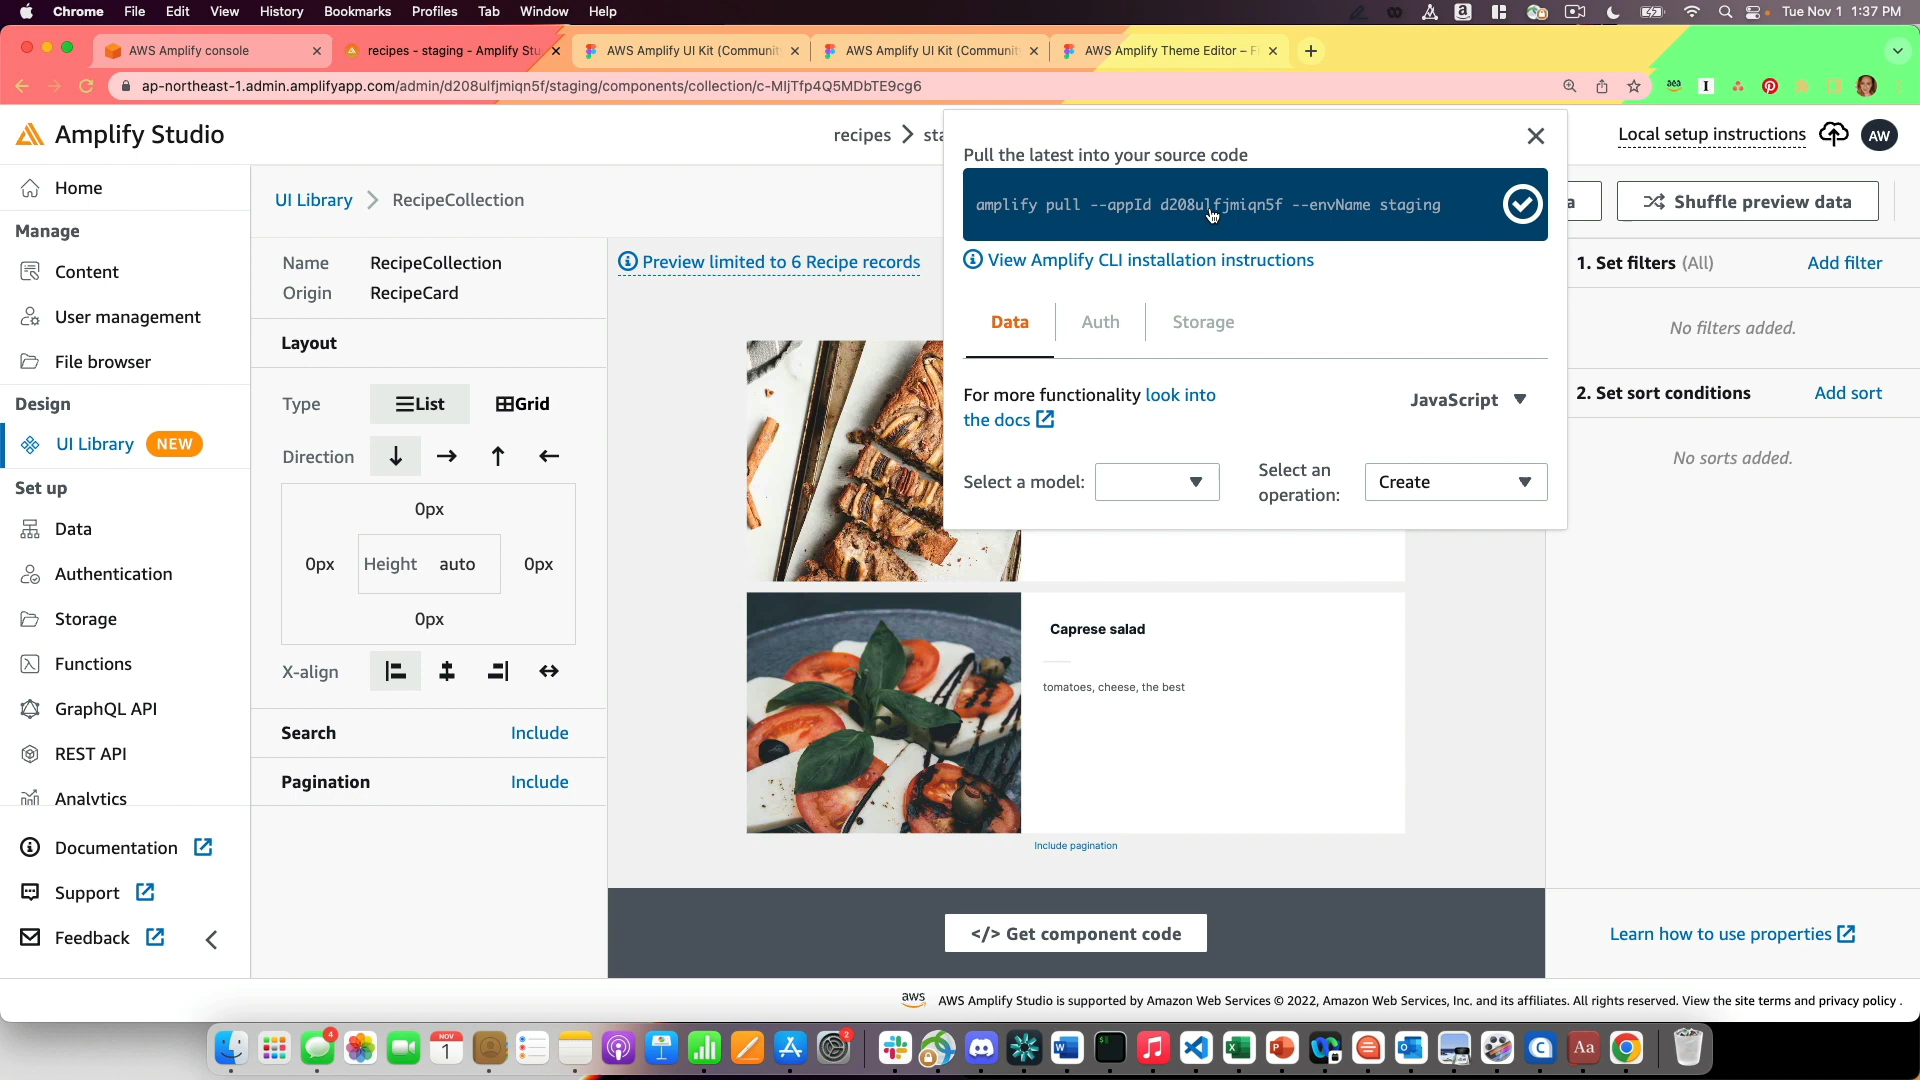 Chrome File Edit View History Bookmarks Profiles Tab Window Help
Tue Nov 1 1:37 PM
AWS Amplify console
recipes - staging - Amplify Stu
AWS Amplify UI Kit (Communit
AWS Amplify UI Kit (Communit
AWS Amplify Theme Editor – Fi
ap-northeast-1.admin.amplifyapp.com/admin/d208ulfjmiqn5f/staging/components/collection/c-MIjTfp4Q5MDbTE9cg6
Amplify Studio
recipes > sta
Local setup instructions
AW
Home
Manage
Content
User management
File browser
Design
UI Library NEW
Set up
Data
Authentication
Storage
Functions
GraphQL API
REST API
Analytics
Documentation
Support
Feedback
UI Library > RecipeCollection
Name RecipeCollection
Origin RecipeCard
Layout
Type List Grid
Direction
0px
0px Height auto 0px
0px
X-align
Search Include
Pagination Include
Preview limited to 6 Recipe records
Pull the latest into your source code
amplify pull --appId d208ulfjmiqn5f --envName staging
View Amplify CLI installation instructions
Data Auth Storage
For more functionality look into
the docs
JavaScript
Select a model:
Select an
operation:
Create
Caprese salad
tomatoes, cheese, the best
Include pagination
</> Get component code
a
Shuffle preview data
1. Set filters (All) Add filter
No filters added.
2. Set sort conditions Add sort
No sorts added.
Learn how to use properties
aws AWS Amplify Studio is supported by Amazon Web Services © 2022, Amazon Web Services, Inc. and its affiliates. All rights reserved. View the site terms and privacy policy .
4
NOV
1
2
Aa